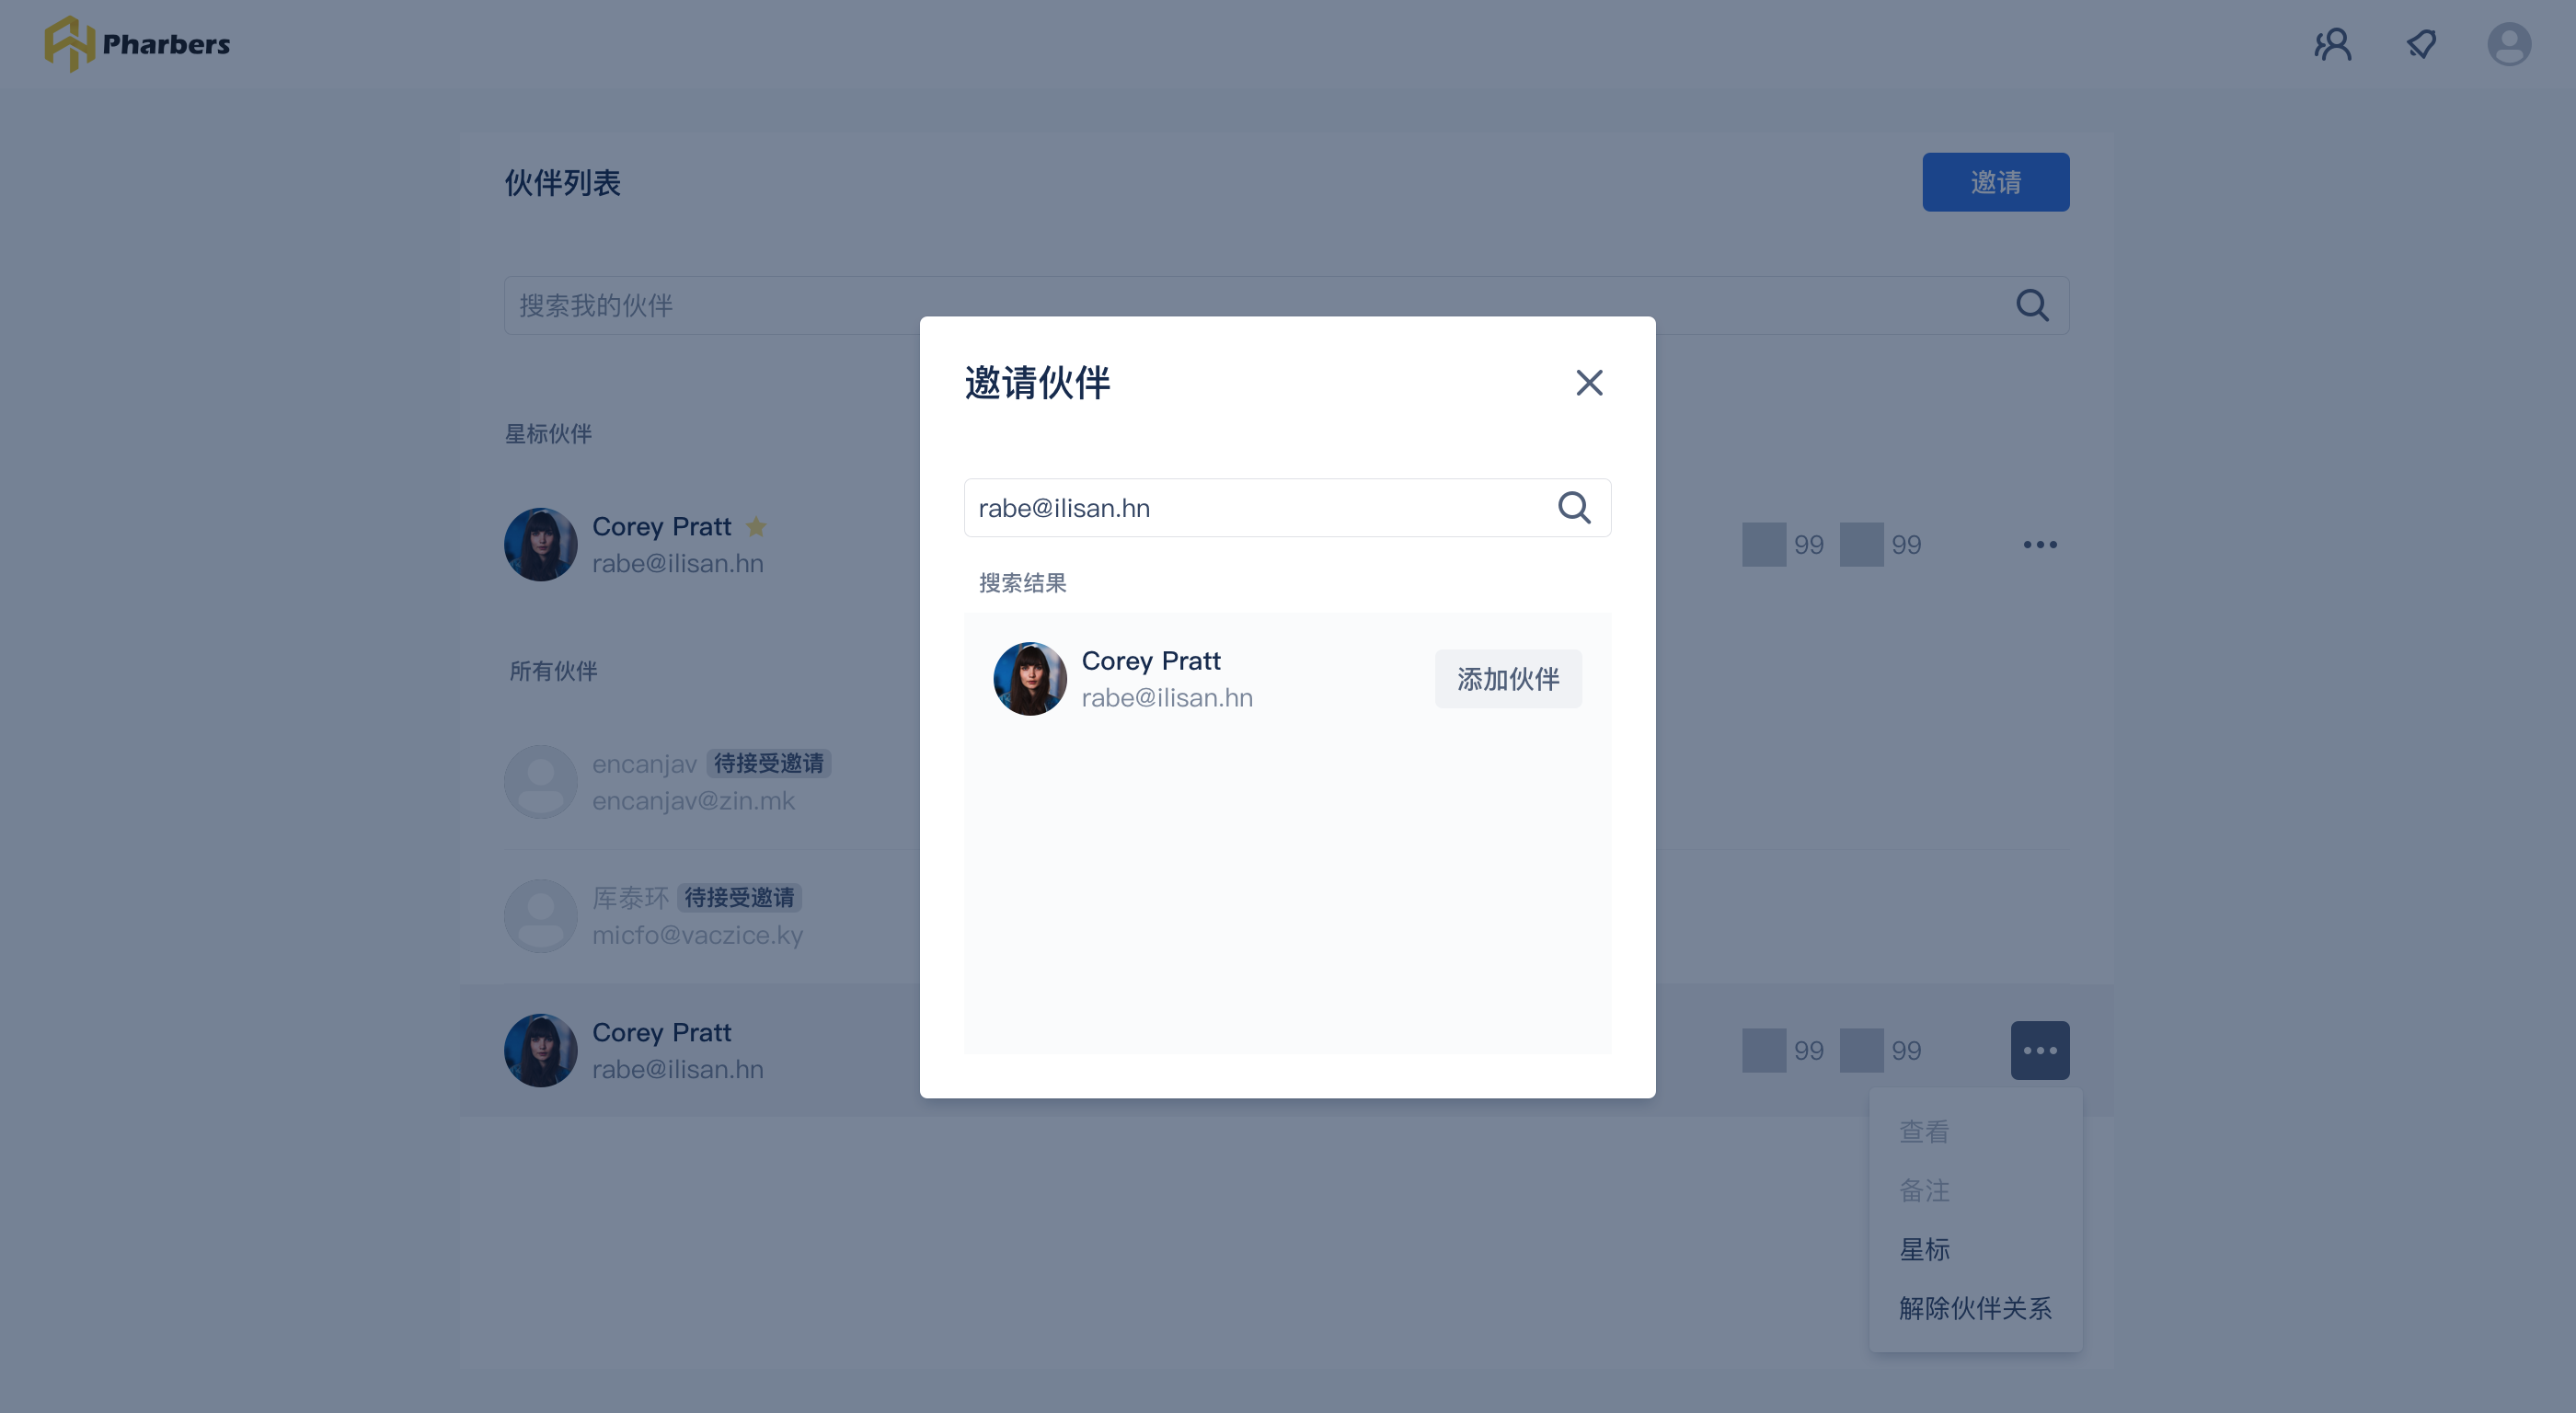 Pharbers
伙伴列表
邀请
搜索我的伙伴
星标伙伴
Corey Pratt
rabe@ilisan.hn
99 99
所有伙伴
encanjav 待接受邀请
encanjav@zin.mk
厍泰环 待接受邀请
micfo@vaczice.ky
Corey Pratt
rabe@ilisan.hn
99 99
查看
备注
星标
解除伙伴关系
邀请伙伴
rabe@ilisan.hn
搜索结果
Corey Pratt
rabe@ilisan.hn
添加伙伴